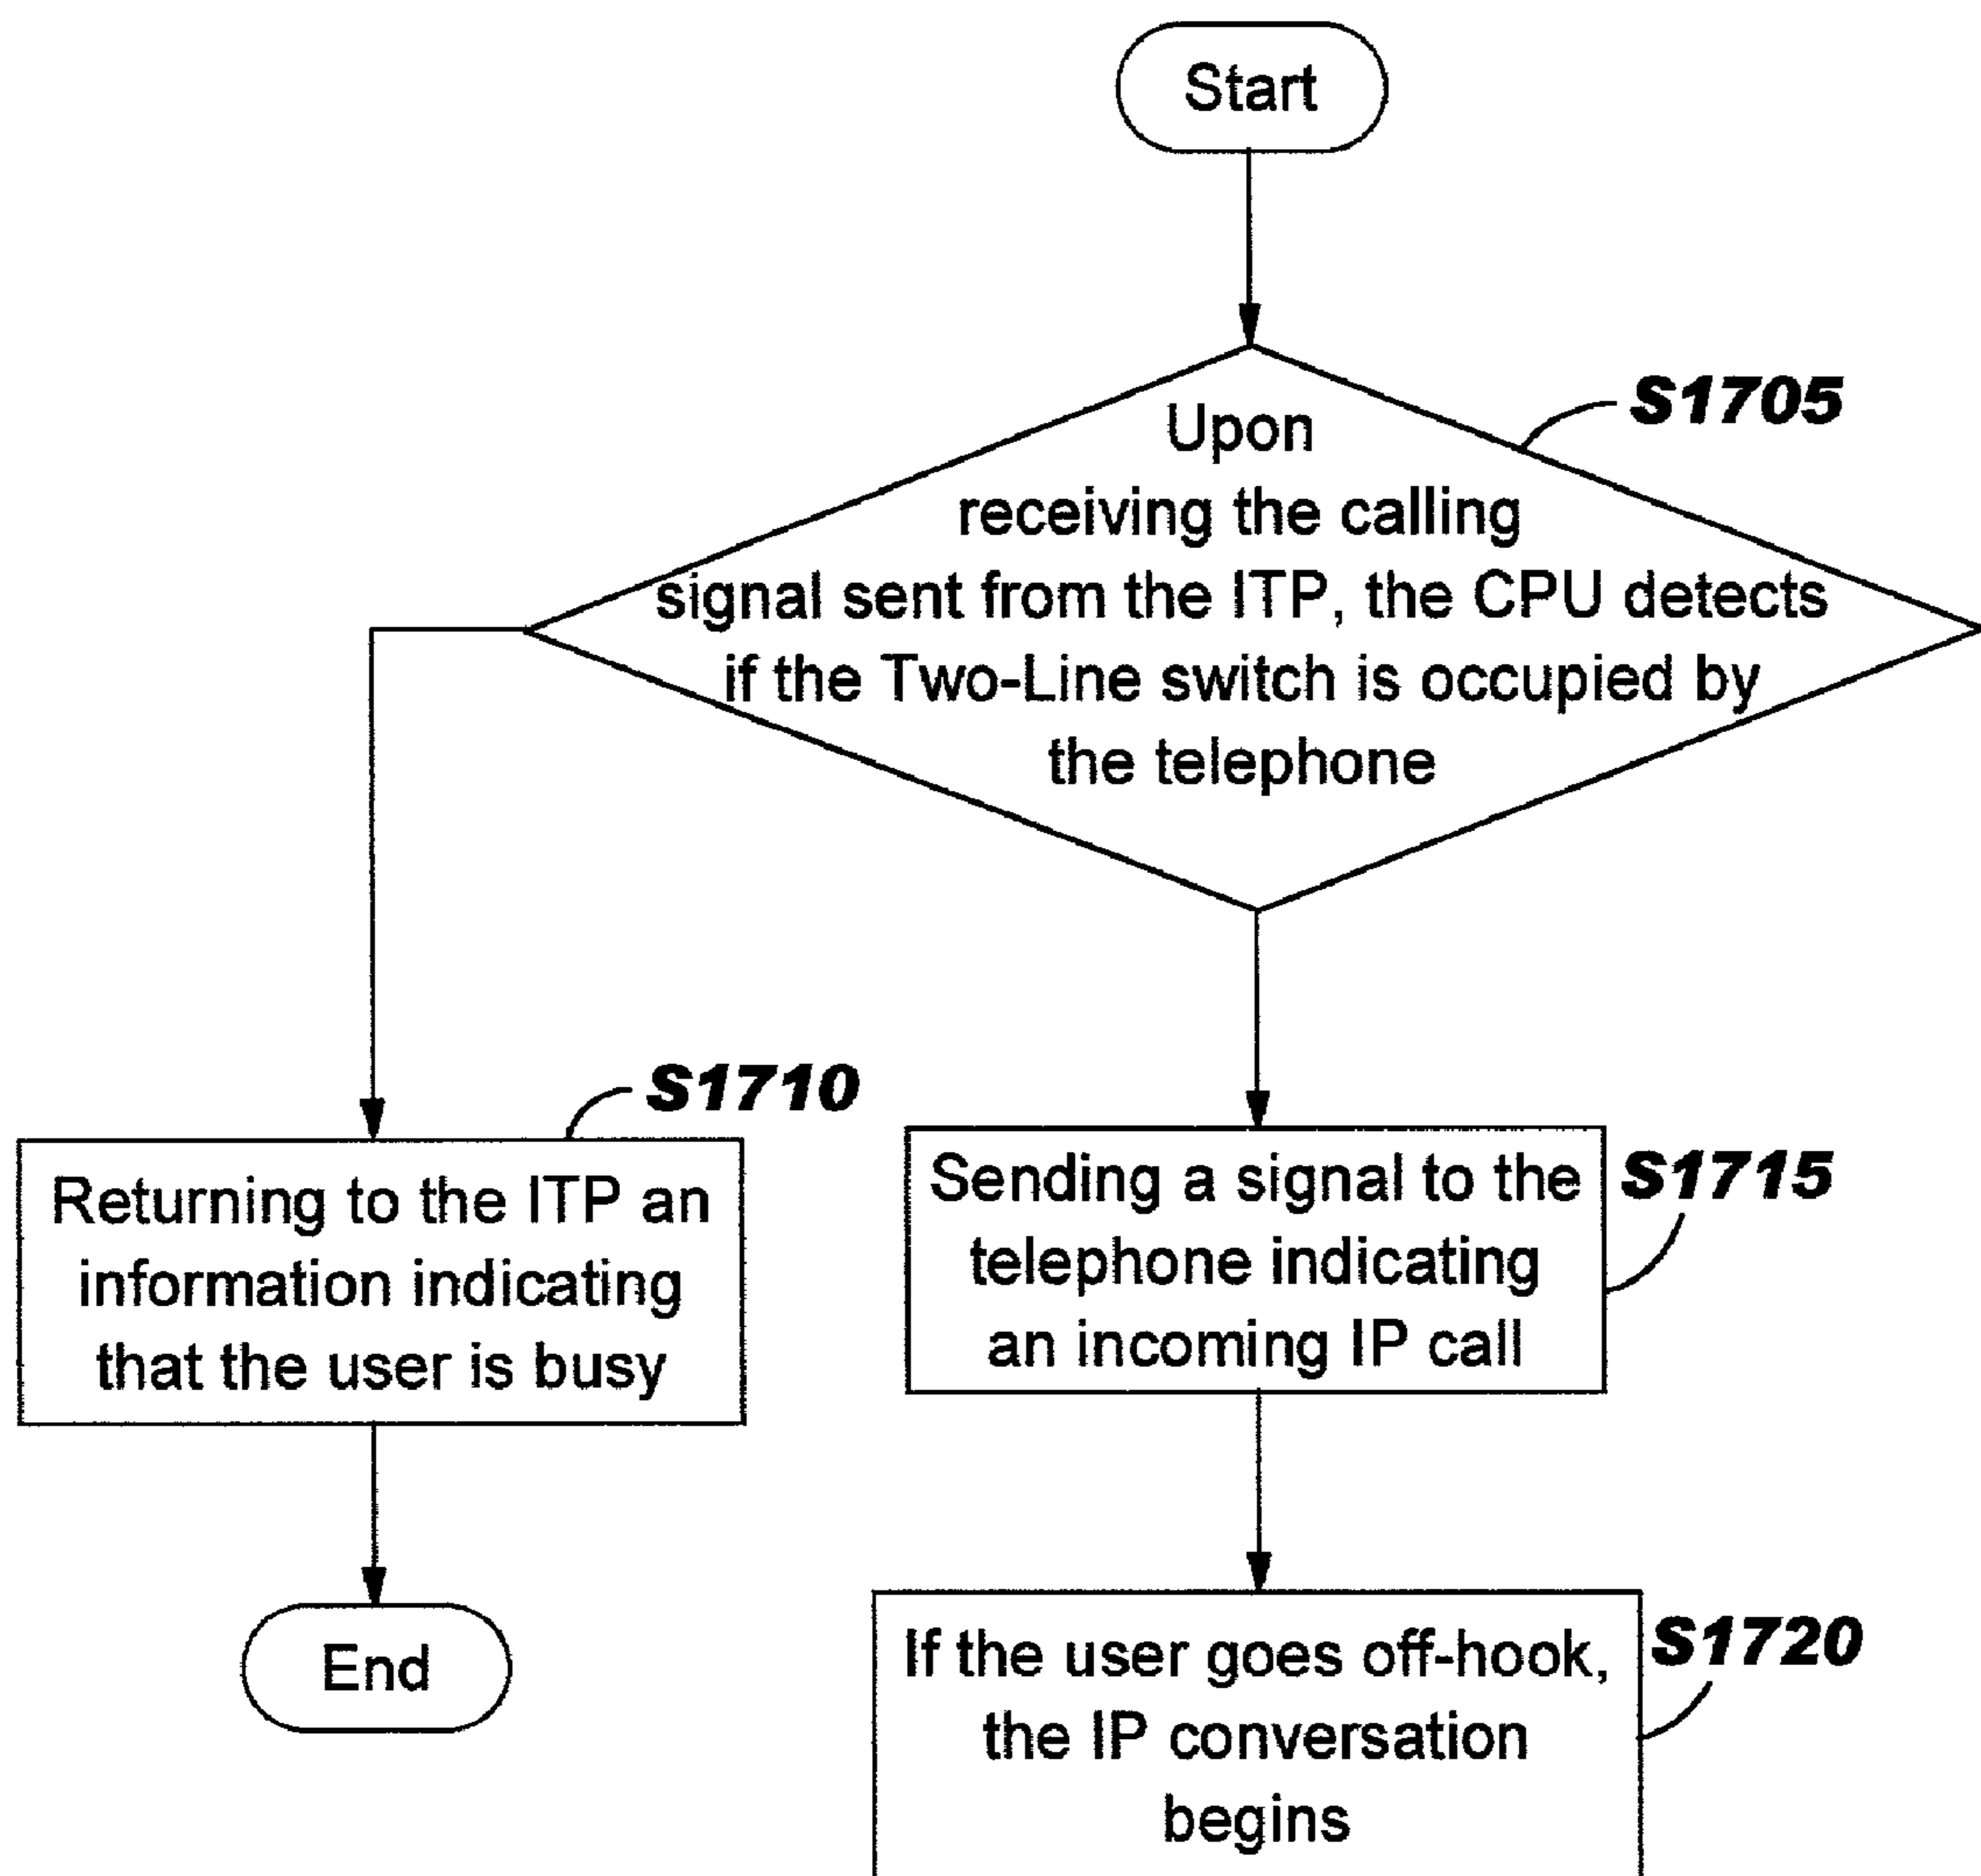 Start
S1705
Upon
receiving the calling
signal sent from the ITP, the CPU detects
if the Two-Line switch is occupied by
the telephone
S1710
Returning to the ITP an
information indicating
that the user is busy
S1715
Sending a signal to the
telephone indicating
an incoming IP call
End
S1720
If the user goes off-hook,
the IP conversation
begins